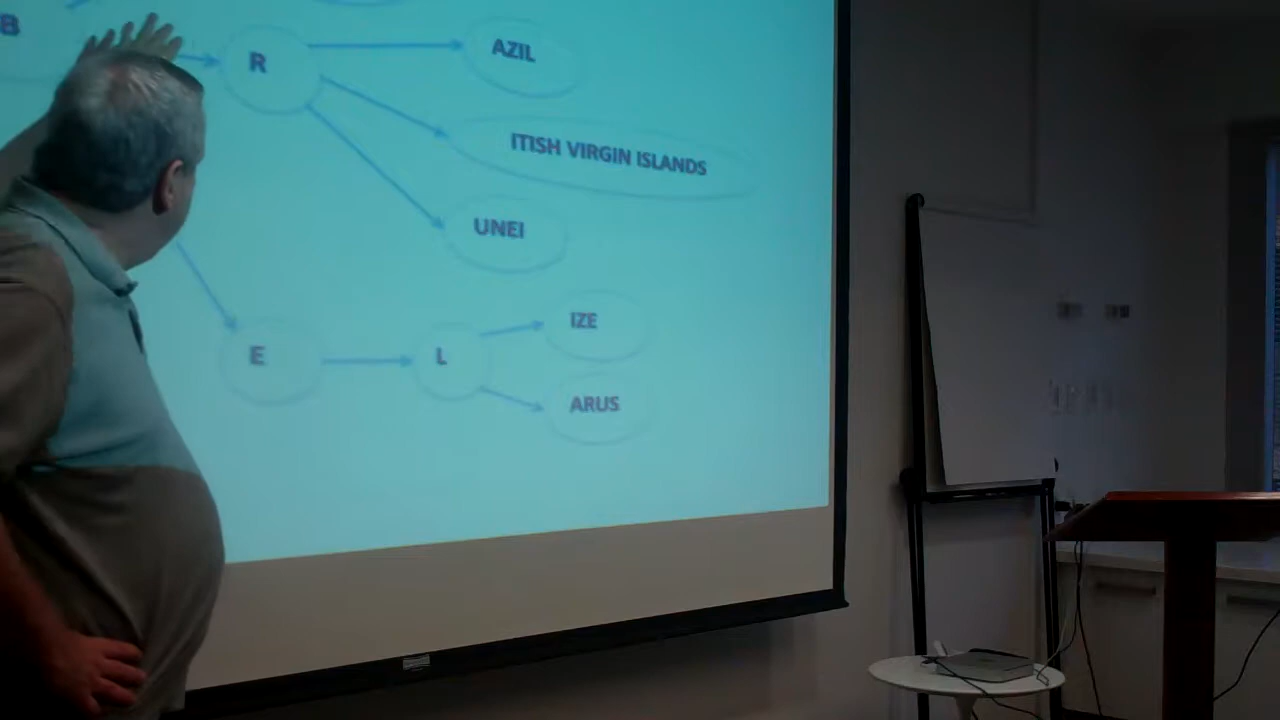 B
R
AZIL
ITISH VIRGIN ISLANDS
UNEI
E
L
IZE
ARUS